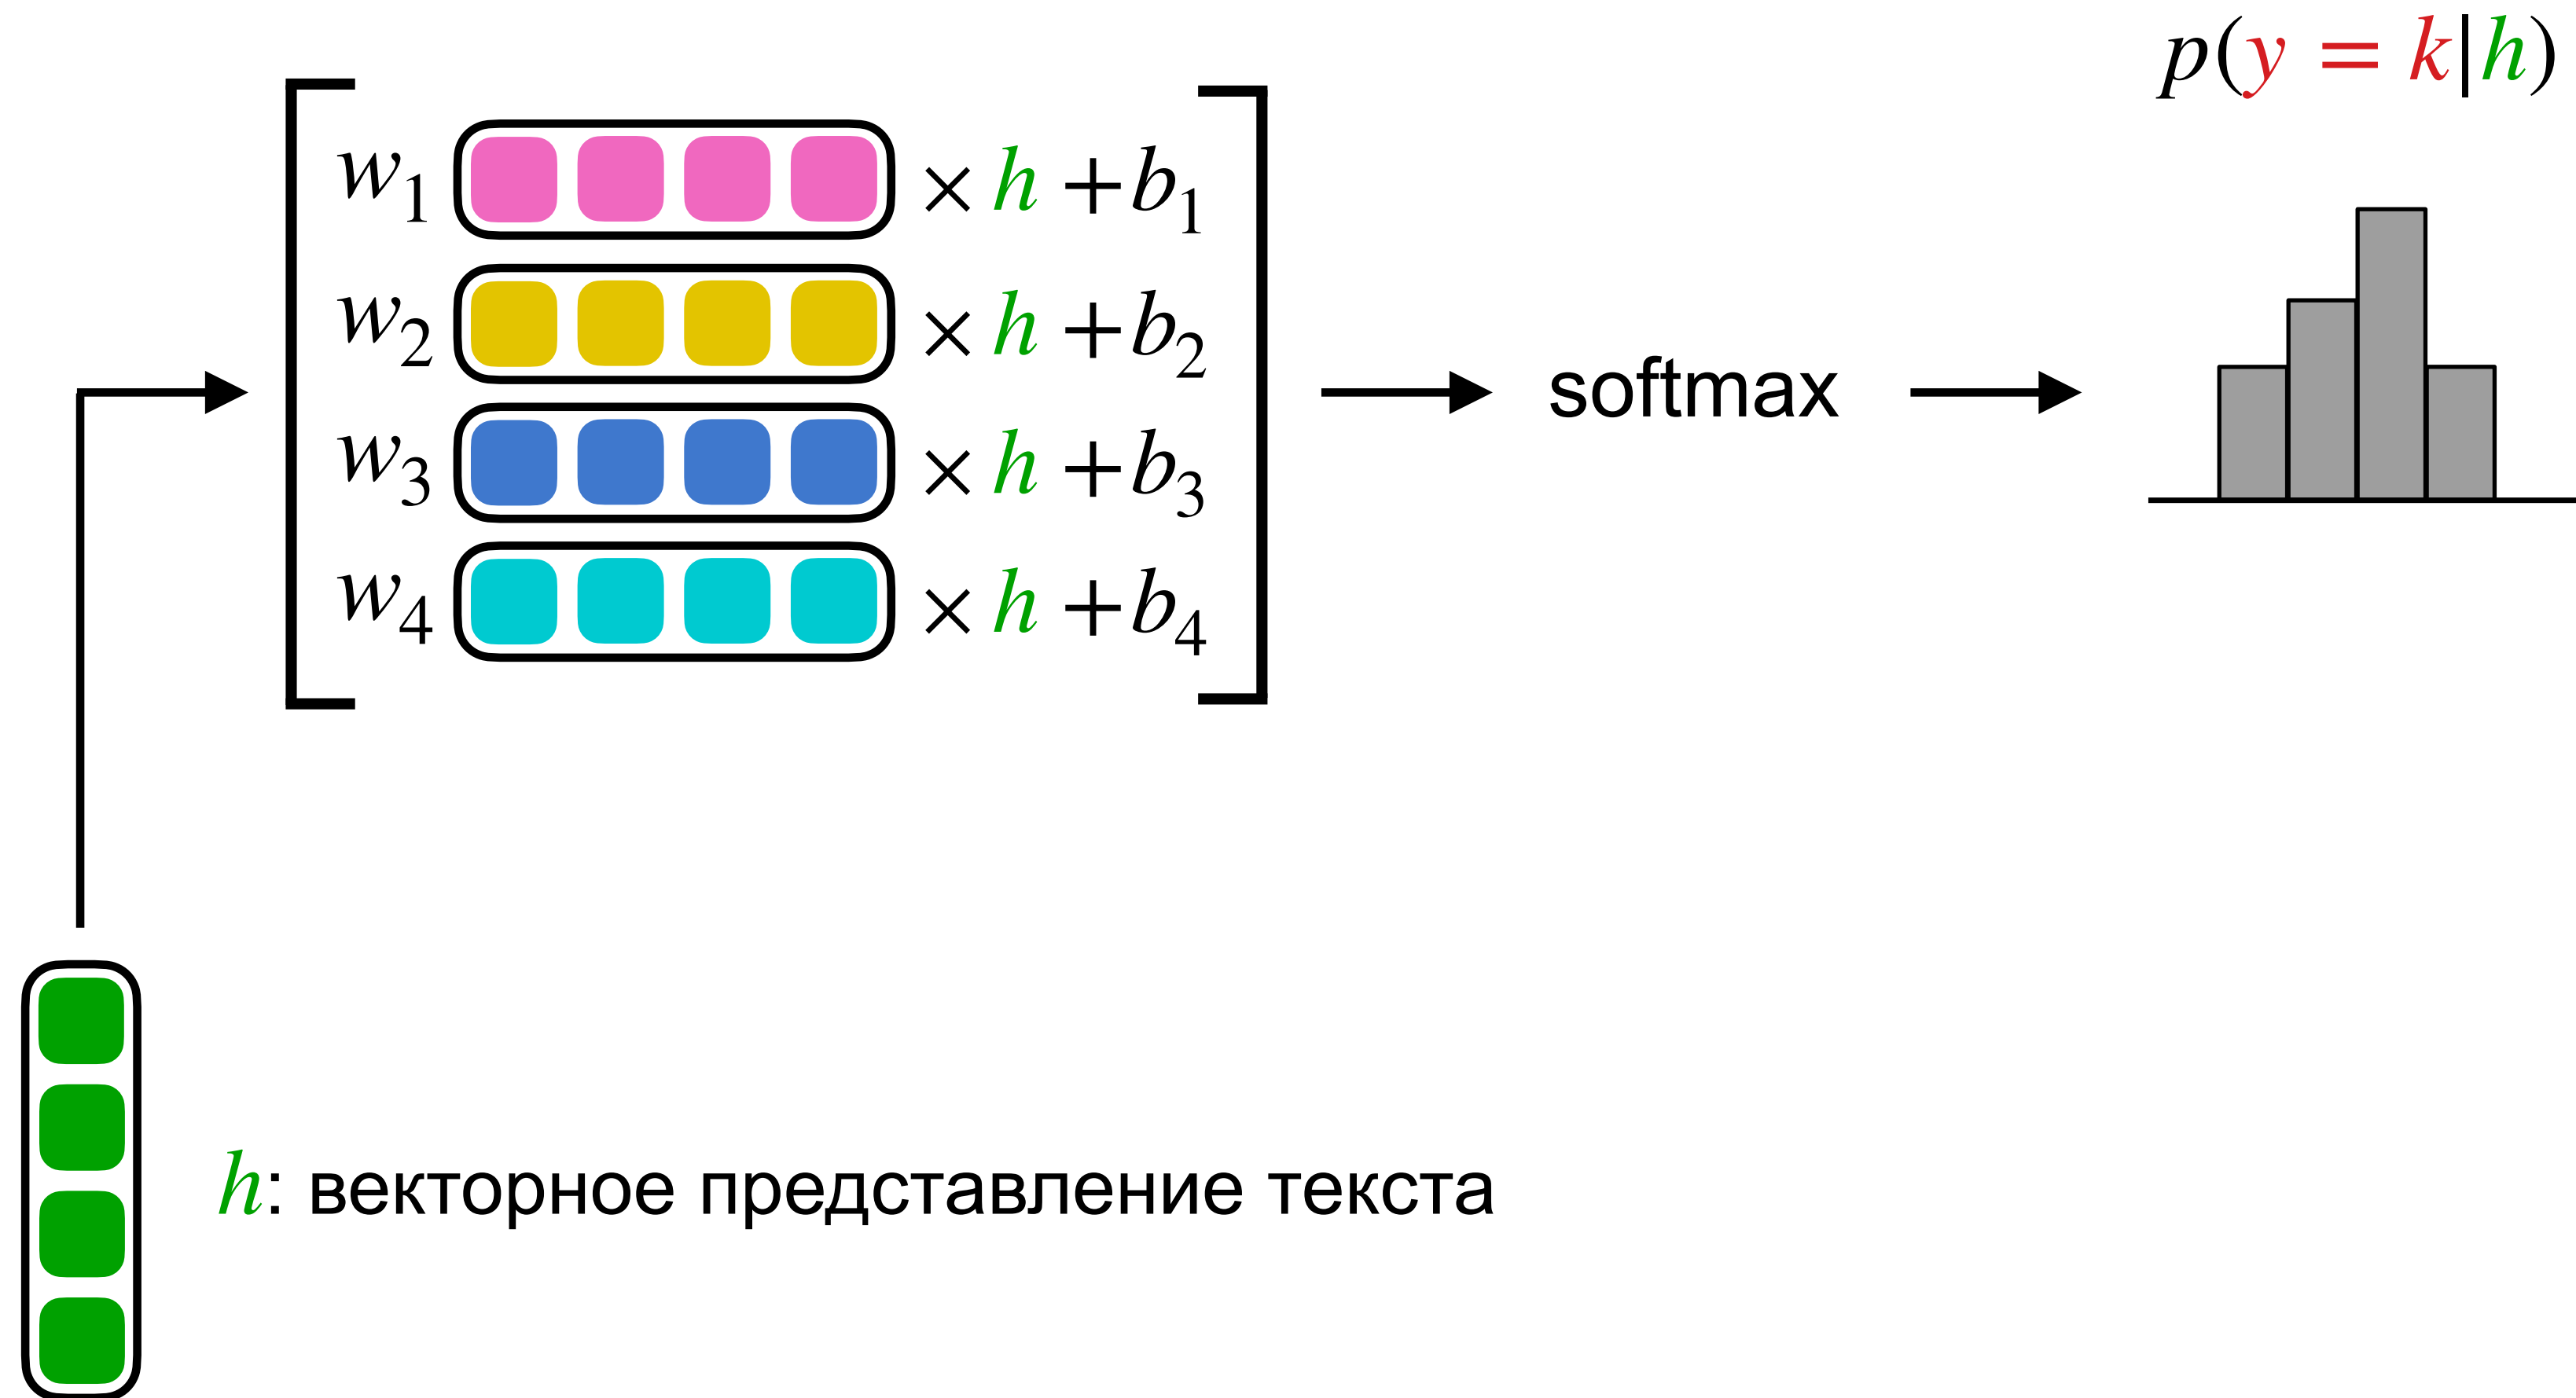 p(y = k|h)
w₁ × h + b₁
w₂ × h + b₂
w₃ × h + b₃
w₄ × h + b₄
softmax
h: векторное представление текста